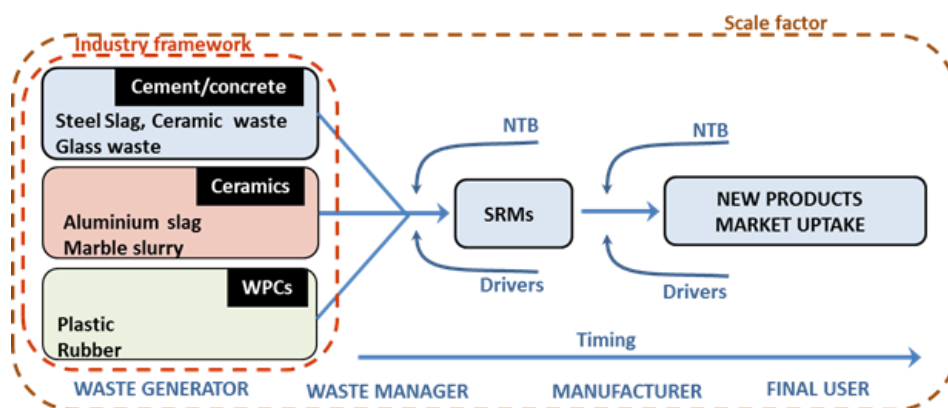 Scale factor
Industry framework
Cement/concrete
Steel Slag, Ceramic waste
Glass waste
Ceramics
Aluminium slag
Marble slurry
WPCs
Plastic
Rubber
NTB
SRMs
Drivers
NTB
NEW PRODUCTS
MARKET UPTAKE
Drivers
Timing
WASTE GENERATOR
WASTE MANAGER
MANUFACTURER
FINAL USER